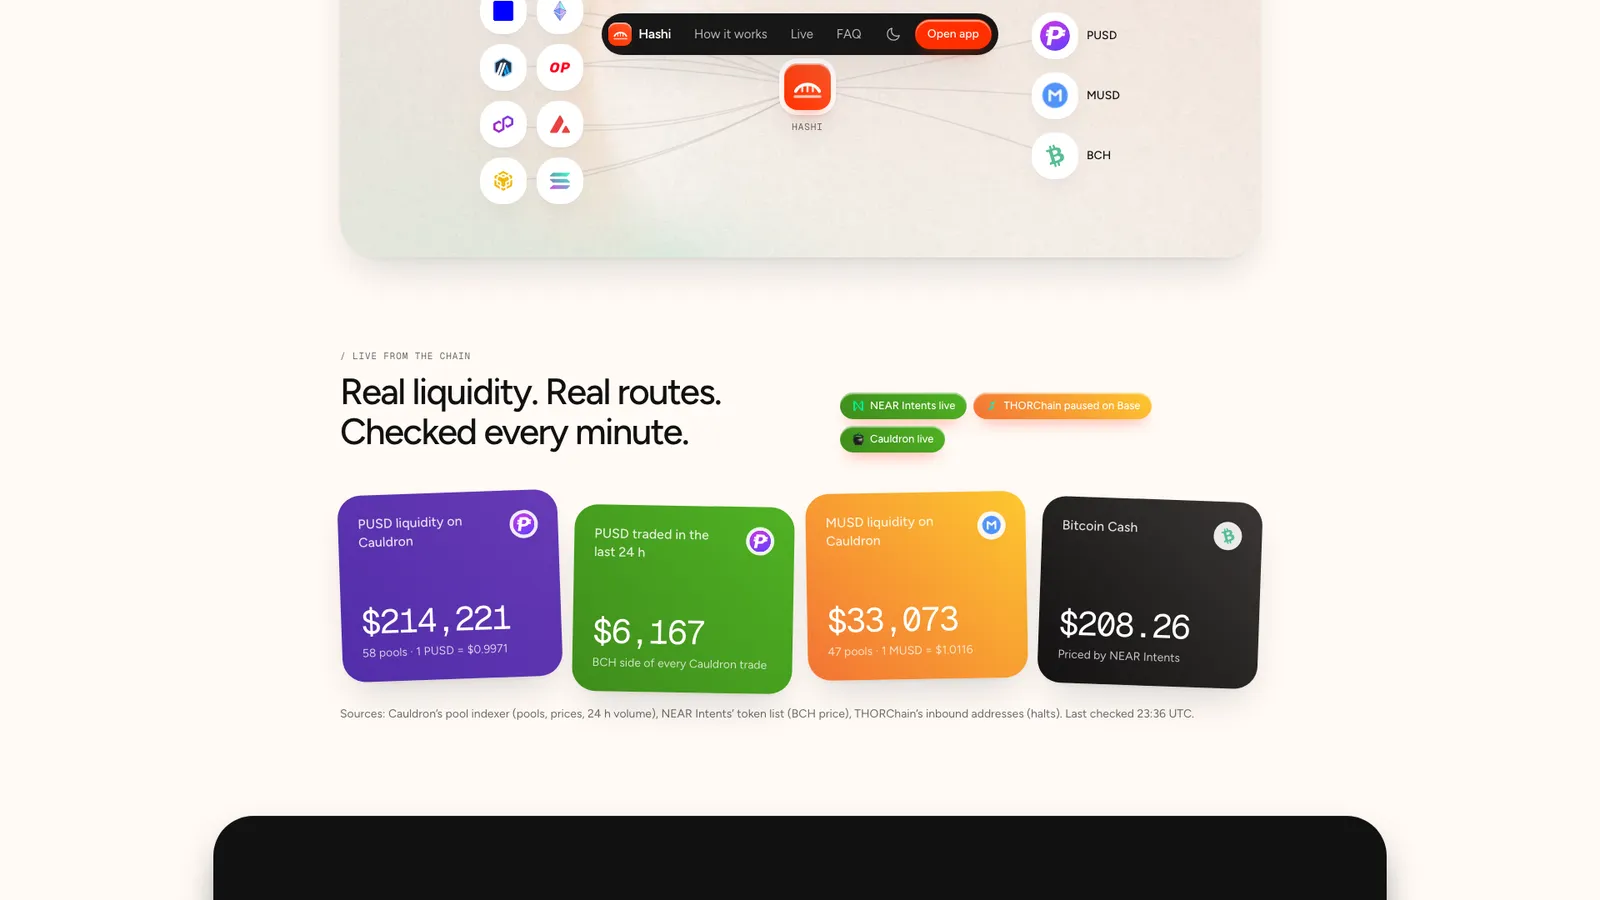 Hashi
How it works
Live
FAQ
Open app
OP
HASHI
PUSD
MUSD
BCH
/ LIVE FROM THE CHAIN
Real liquidity. Real routes.
Checked every minute.
NEAR Intents live
THORChain paused on Base
Cauldron live
PUSD liquidity on
Cauldron
$214,221
58 pools · 1 PUSD = $0.9971
PUSD traded in the
last 24 h
$6,167
BCH side of every Cauldron trade
MUSD liquidity on
Cauldron
$33,073
47 pools · 1 MUSD = $1.0116
Bitcoin Cash
$208.26
Priced by NEAR Intents
Sources: Cauldron's pool indexer (pools, prices, 24 h volume), NEAR Intents' token list (BCH price), THORChain's inbound addresses (halts). Last checked 23:36 UTC.